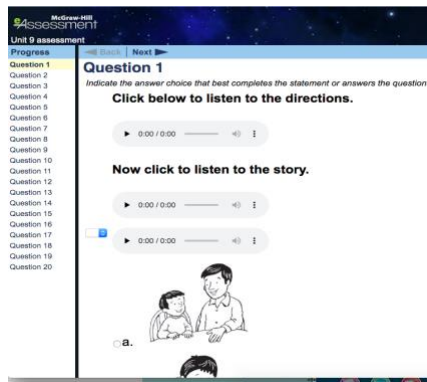 McGraw-Hill
eAssessment
Unit 9 assessment
Progress
Back | Next
Question 1
Question 2
Question 3
Question 4
Question 5
Question 6
Question 7
Question 8
Question 9
Question 10
Question 11
Question 12
Question 13
Question 14
Question 15
Question 16
Question 17
Question 18
Question 19
Question 20
Question 1
Indicate the answer choice that best completes the statement or answers the question
Click below to listen to the directions.
0:00 / 0:00
Now click to listen to the story.
0:00 / 0:00
0:00 / 0:00
a.